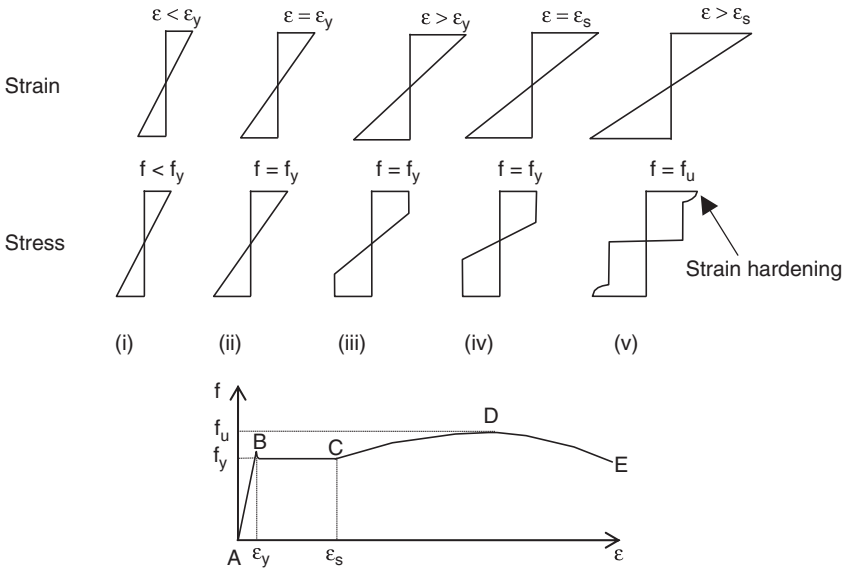 ε < εy ε = εy ε > εy ε = εs ε > εs
Strain
f < fy f = fy f = fy f = fy f = fu
Stress
Strain hardening
(i) (ii) (iii) (iv) (v)
f
D
fu
B C
fy
E
A εy εs ε